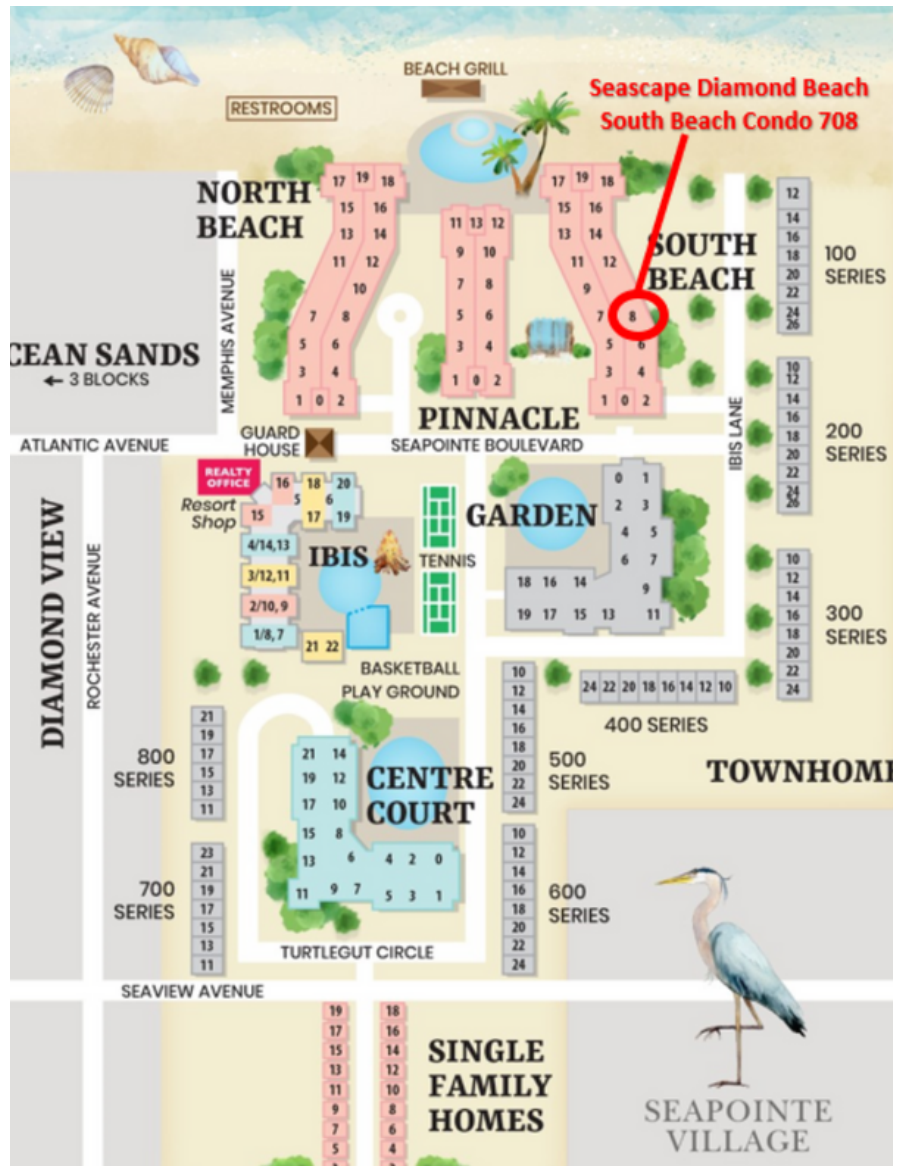 BEACH GRILL
RESTROOMS
Seascape Diamond Beach
South Beach Condo 708
NORTH
BEACH
17 19 18
15 16
13 14
11 12
10
7 8
5 6
3 4
1 0 2
11 13 12
9 10
7 8
5 6
3 4
1 0 2
PINNACLE
17 19 18
15 16
13 14
11 12
9
7 8
5 6
3 4
1 0 2
SOUTH
BEACH
12
14
16
18
20
22
24
26
100
SERIES
MEMPHIS AVENUE
CEAN SANDS
← 3 BLOCKS
ATLANTIC AVENUE
GUARD
HOUSE
SEAPOINTE BOULEVARD
IBIS LANE
10
12
14
16
18
20
22
24
26
200
SERIES
REALTY
OFFICE
Resort
Shop
16 18 20
5 6
15 17 19
4/14,13
3/12,11
2/10, 9
1/8, 7
21 22
IBIS
TENNIS
GARDEN
0 1
2 3
4 5
6 7
9
18 16 14
19 17 15 13 11
10
12
14
16
18
20
22
24
300
SERIES
DIAMOND VIEW
ROCHESTER AVENUE
BASKETBALL
PLAY GROUND
24 22 20 18 16 14 12 10
400 SERIES
21
19
17
15
13
11
800
SERIES
21 14
19 12
17 10
15 8
13 6 4 2 0
11 9 7 5 3 1
CENTRE
COURT
10
12
14
16
18
20
22
24
500
SERIES
TOWNHOM
23
21
19
17
15
13
11
700
SERIES
10
12
14
16
18
20
22
24
600
SERIES
TURTLEGUT CIRCLE
SEAVIEW AVENUE
19 18
17 16
15 14
13 12
11 10
9 8
7 6
5 4
SINGLE
FAMILY
HOMES
SEAPOINTE
VILLAGE